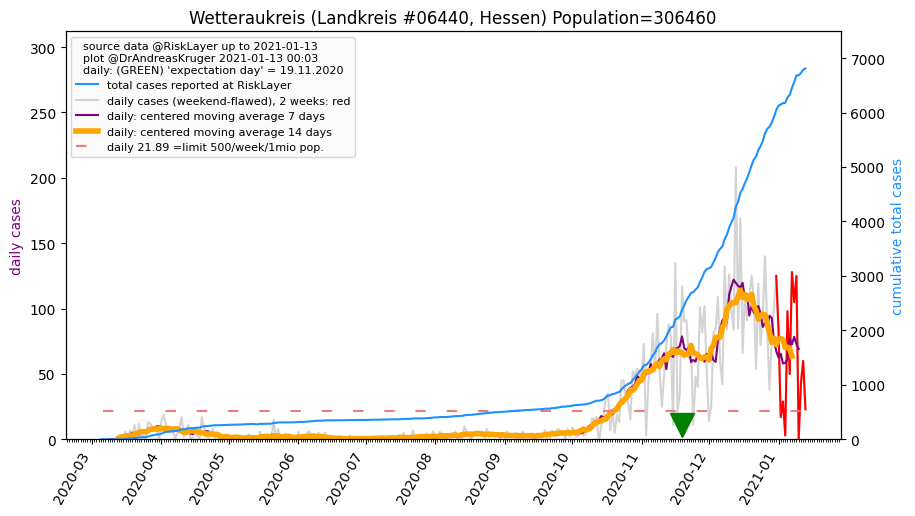 Wetteraukreis (Landkreis #06440, Hessen) Population=306460
source data @RiskLayer up to 2021-01-13
plot @DrAndreasKruger 2021-01-13 00:03
daily: (GREEN) 'expectation day' = 19.11.2020
total cases reported at RiskLayer
daily cases (weekend-flawed), 2 weeks: red
daily: centered moving average 7 days
daily: centered moving average 14 days
daily 21.89 =limit 500/week/1mio pop.
daily cases
300
250
200
150
100
50
0
7000
6000
5000
4000
3000
2000
1000
0
cumulative total cases
2020-03
2020-04
2020-05
2020-06
2020-07
2020-08
2020-09
2020-10
2020-11
2020-12
2021-01